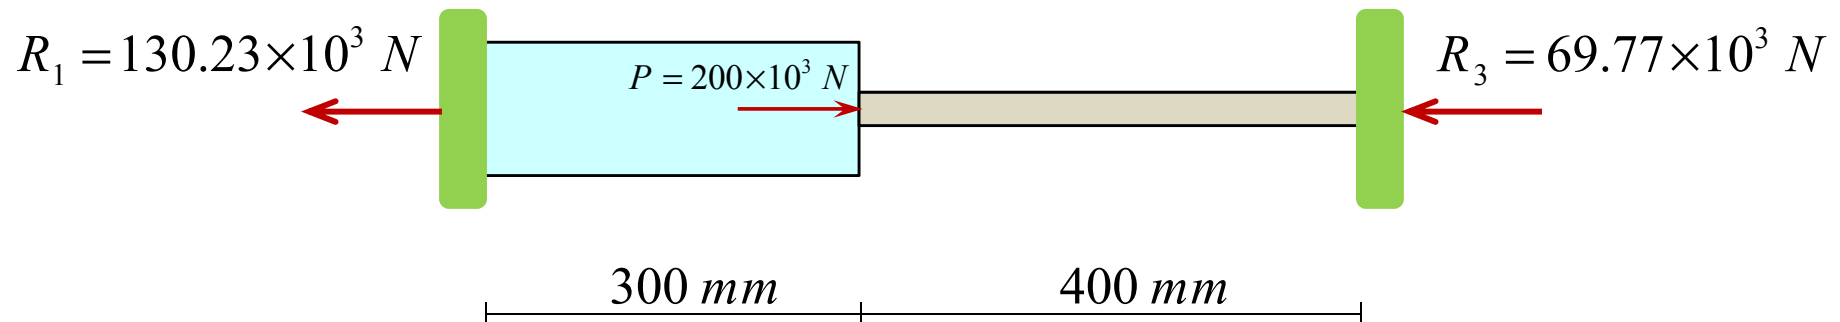 R₁ = 130.23×10³ N
P = 200×10³ N
R₃ = 69.77×10³ N
300 mm
400 mm